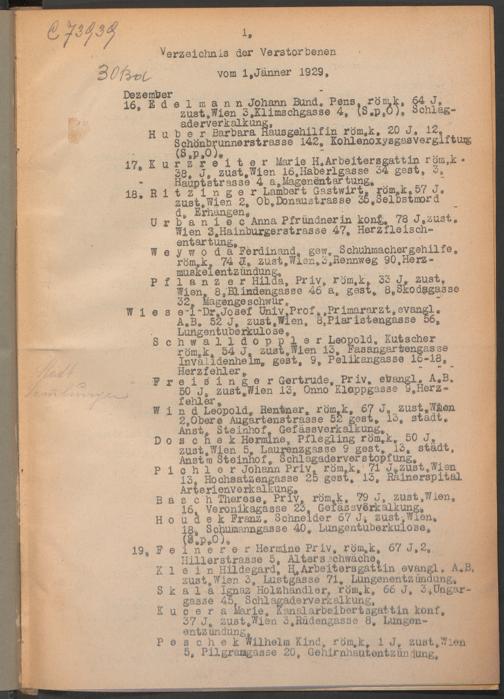 C 73939
1.
Verzeichnis der Verstorbenen
30 Bd
vom 1.Jänner 1929.
Dezember
16. E d e l m a n n Johann Bund. Pens, röm.k. 64 J.
zust.Wien 3.Klimschgasse 4, (S.p.O). Schlag-
aderverkalkung.
H u b e r Barbara Hausgehilfin röm.k. 20 J. 12.
Schönbrunnerstrasse 142. Kohlenoxysgasvergiftung
(S.p.O).
17. K u r z r e i t e r Marie H.Arbeitersgattin röm.k.
38. J. zust.Wien 16.Haberlgasse 34 gest. 3.
Hauptstrasse 4 a.Magenentartung.
18. R i t z i n g e r Lambert Gastwirt, röm.k.57 J.
zust.Wien 2. Ob.Donaustrasse 35.Selbstmord
d. Erhängen.
U r b a n i e c Anna Pfründnerin konf. 78 J.zust.
Wien 3.Hainburgerstrasse 47. Herzfleisch-
entartung.
W e y w o d a Ferdinand, gew. Schuhmachergehilfe.
röm.k. 74 J. zust.Wien.3.Rennweg 90.Herz-
muskelentzündung.
P f l a n z e r Hilda, Priv. röm.k. 33 J. zust.
Wien. 8.Blindengasse 46 a. gest. 8.Skodagasse
32. Magengeschwür.
W i e s e i-Dr.Josef Univ.Prof. Primararzt.evangl.
A.B. 52 J. zust.Wien. 8.Piaristengasse 56.
Lungentuberkulose.
S c h w a l l d o p p l e r Leopold, Kutscher
röm.k. 54 J. zust.Wien 13. Fasangartengasse
Invalidenheim, gest. 9. Pelikangasse 15-18.
Herzfehler.
F r e i s i n g e r Gertrude, Priv. evangl. A.B.
50 J. zust.Wien 13. Onno Kloppgasse 9.Herz-
fehler.
W i n d Leopold, Rentner, röm.k. 67 J. zust.Wien
2.Obere Augartenstrasse 52 gest. 13. städt.
Anst. Steinhof. Gefässverkalkung.
D o s c h e k Hermine, Pflegling röm.k. 50 J.
zust.Wien 5. Laurenzgasse 9 gest. 13. städt.
Anstm Steinhof. Schlagaderverstopfung.
P i c h l e r Johann Priv. röm.k. 71 J.zust.Wien
13. Hochsatzengasse 25 gest. 13. Rainerspital
Arterienverkalkung.
B a s c h Therese, Priv. röm.k. 79 J. zust.Wien.
16. Veronikagasse 23. Gefässverkalkung.
H o u d e k Franz. Schneider 67 J. zust.Wien.
18. Schumanngasse 40. Lungentuberkulose.
(S.p.O).
19. F e i n e r e r Hermine Priv. röm.k. 67 J.2.
Hillerstrasse 5. Altersschwäche.
K l e i n Hildegard, H.Arbeitersgattin evangl. A.B.
zust.Wien 3. Lustgasse 71. Lungenentzündung.
S k a l a Ignaz Holzhändler, röm.k. 66 J. 3.Ungar-
gasse 45. Schlagaderverkalkung.
K u c e r a Marie, Kanalarbeibertsgattin konf.
37 J. zust.Wien 3.Rüdengasse 8. Lungen-
entzündung.
P e s c h e k Wilhelm Kind, röm.k. 1 J. zust.Wien
5. Pilgramgasse 20. Gehirnhautentzündung.